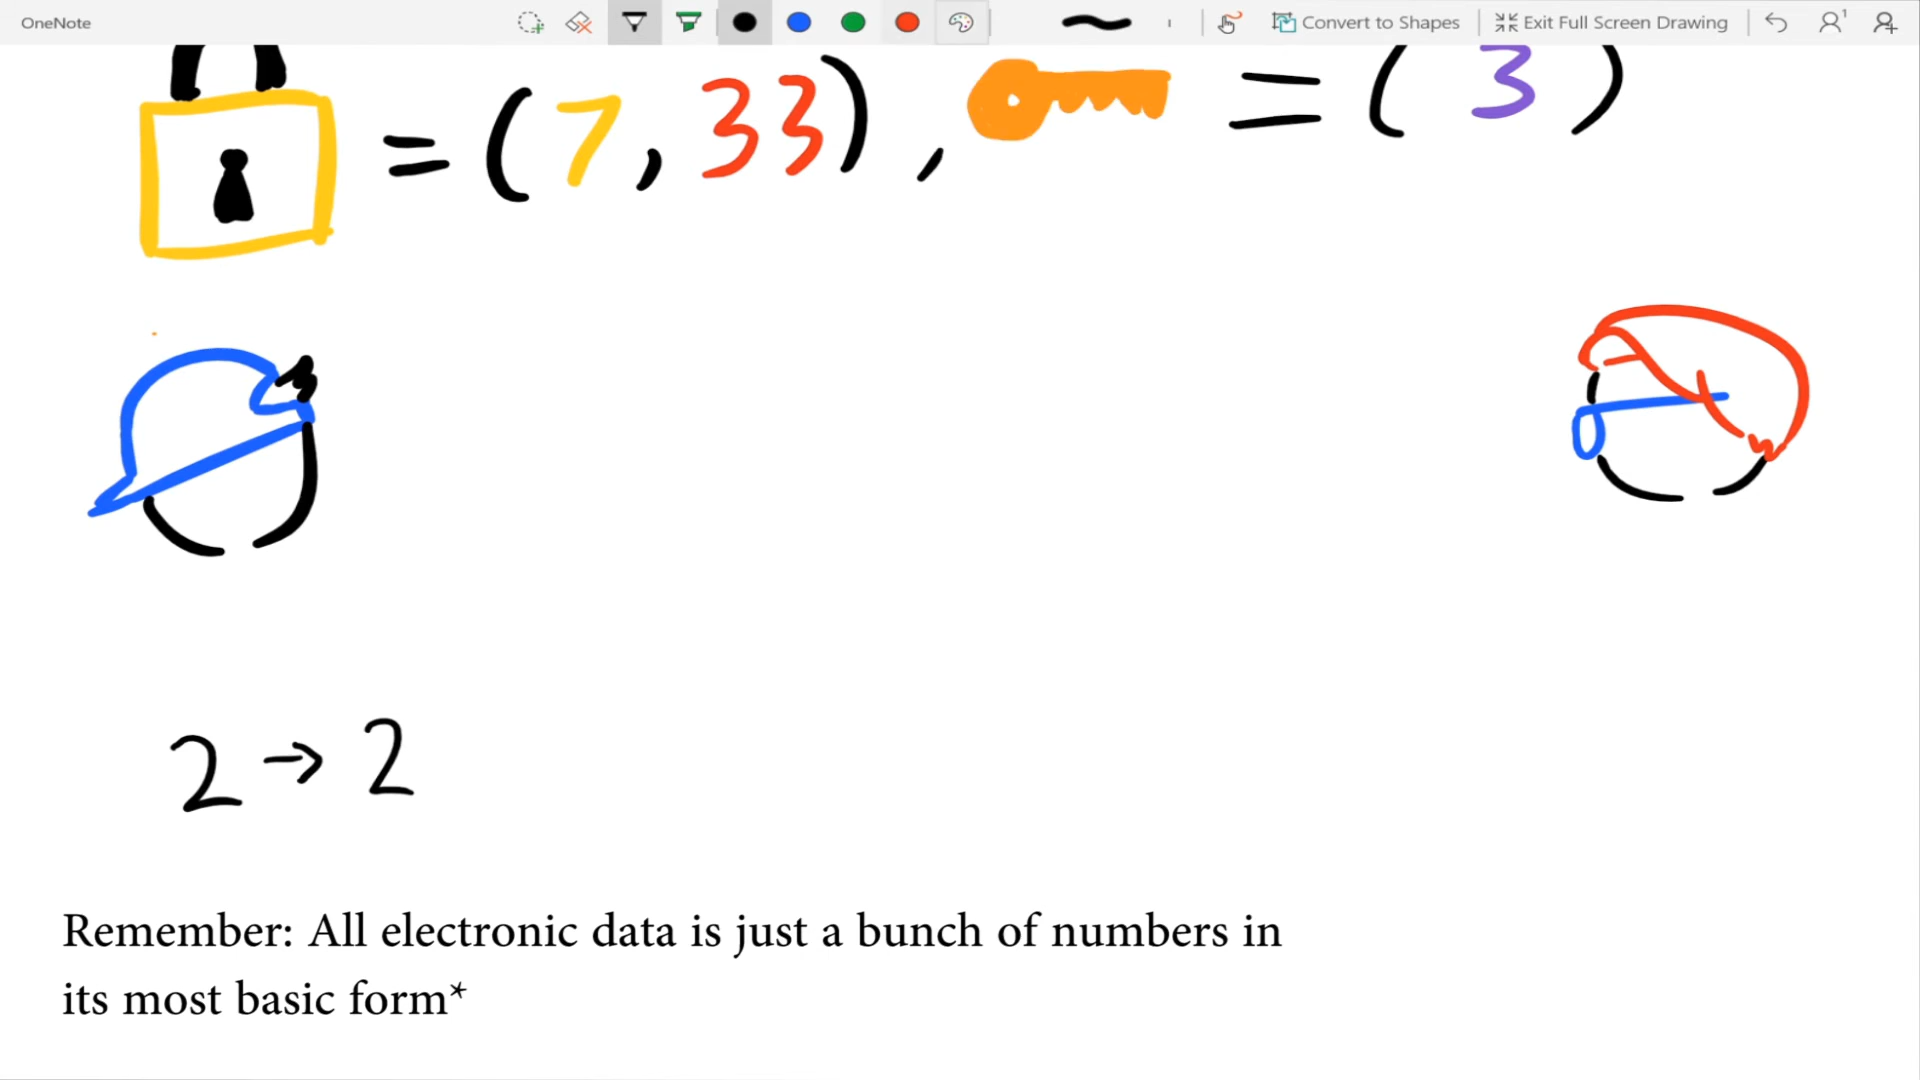 OneNote
Convert to Shapes
Exit Full Screen Drawing
1
= (7, 33), = ( 3 )
2 → 2
Remember: All electronic data is just a bunch of numbers in
its most basic form*